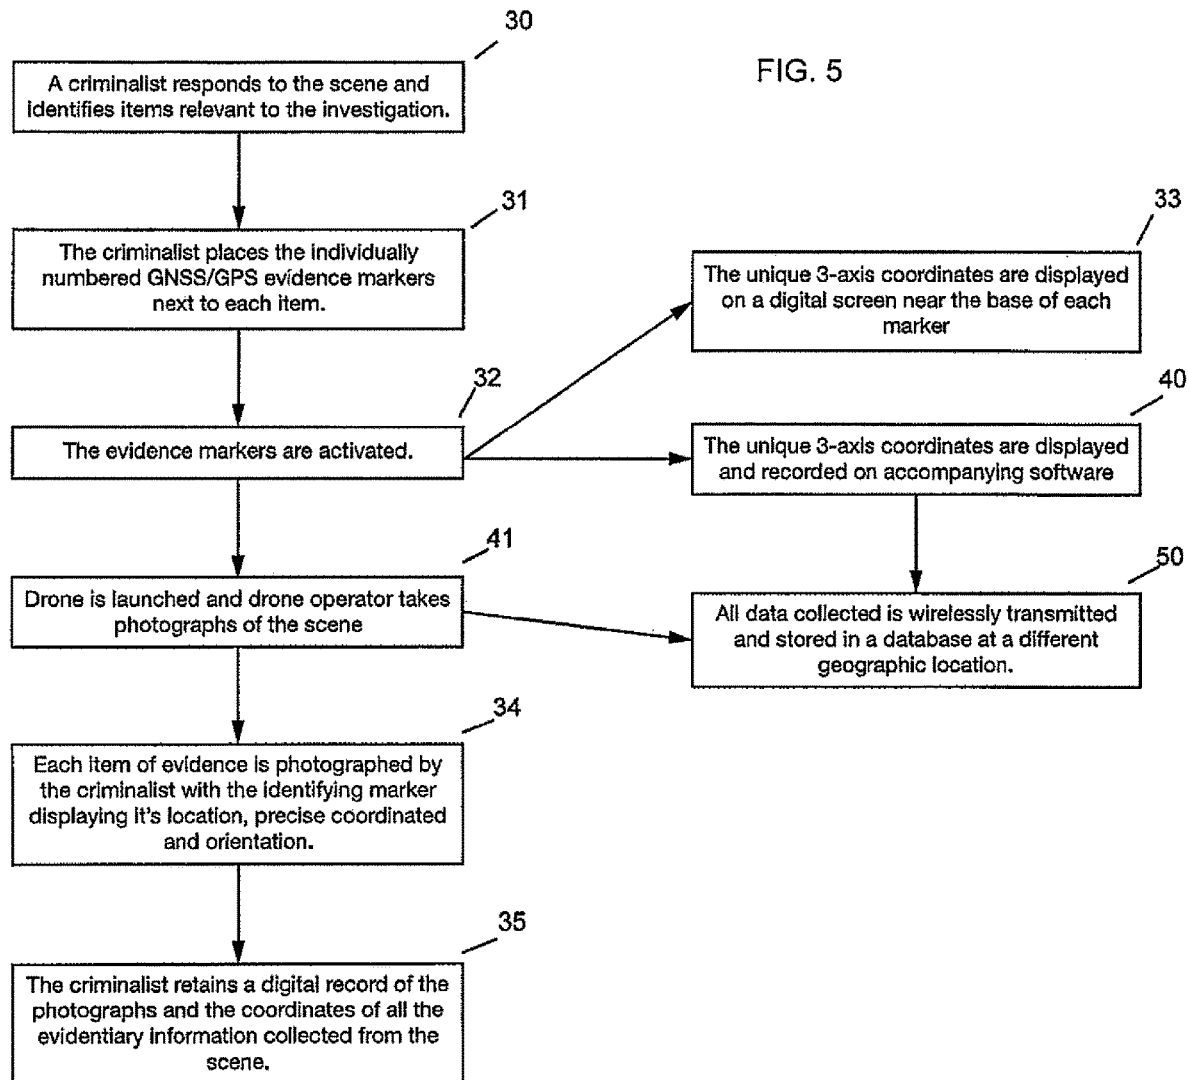 30
FIG. 5
A criminalist responds to the scene and
identifies items relevant to the investigation.
31
The criminalist places the individually
numbered GNSS/GPS evidence markers
next to each item.
33
The unique 3-axis coordinates are displayed
on a digital screen near the base of each
marker
32
The evidence markers are activated.
40
The unique 3-axis coordinates are displayed
and recorded on accompanying software
41
Drone is launched and drone operator takes
photographs of the scene
50
All data collected is wirelessly transmitted
and stored in a database at a different
geographic location.
34
Each item of evidence is photographed by
the criminalist with the identifying marker
displaying it's location, precise coordinated
and orientation.
35
The criminalist retains a digital record of the
photographs and the coordinates of all the
evidentiary information collected from the
scene.